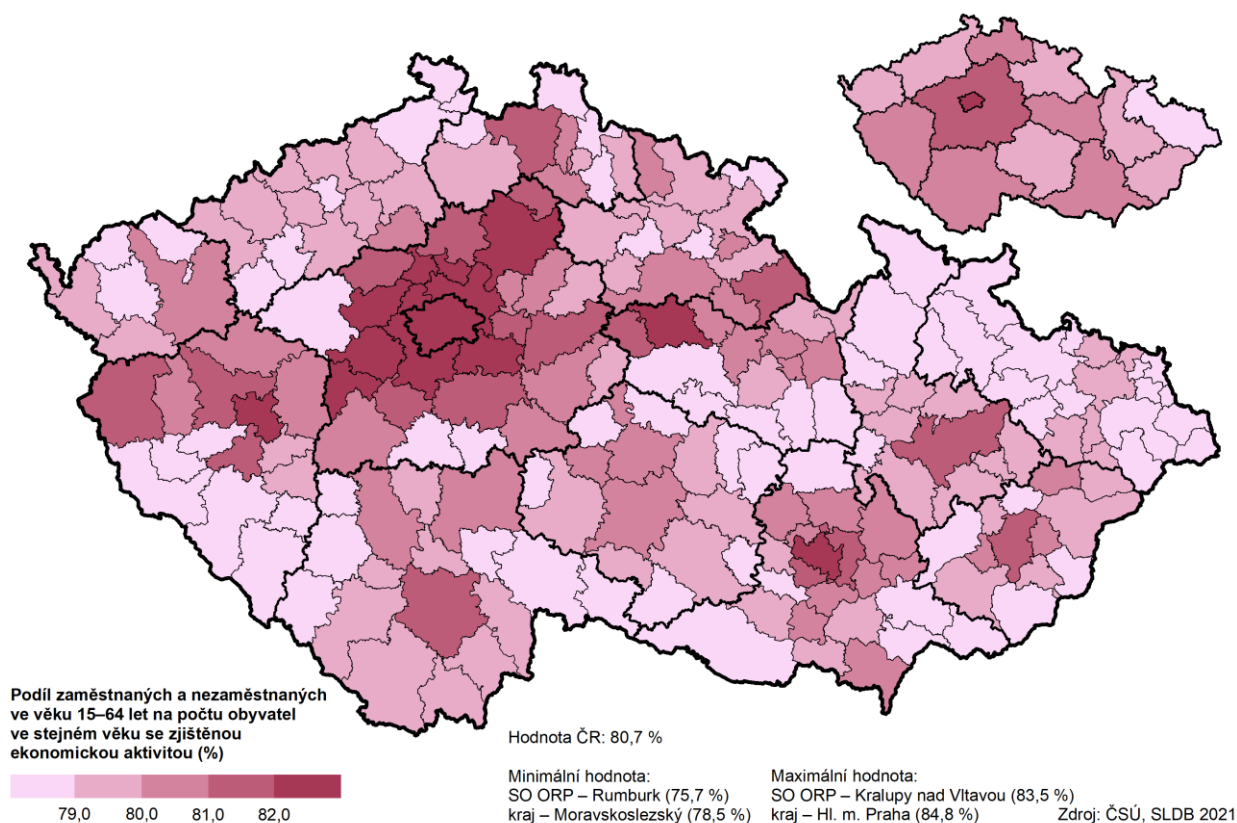 Podíl zaměstnaných a nezaměstnaných
ve věku 15–64 let na počtu obyvatel
ve stejném věku se zjištěnou
ekonomickou aktivitou (%)
79,0 80,0 81,0 82,0
Hodnota ČR: 80,7 %
Minimální hodnota:
SO ORP – Rumburk (75,7 %)
kraj – Moravskoslezský (78,5 %)
Maximální hodnota:
SO ORP – Kralupy nad Vltavou (83,5 %)
kraj – Hl. m. Praha (84,8 %)
Zdroj: ČSÚ, SLDB 2021